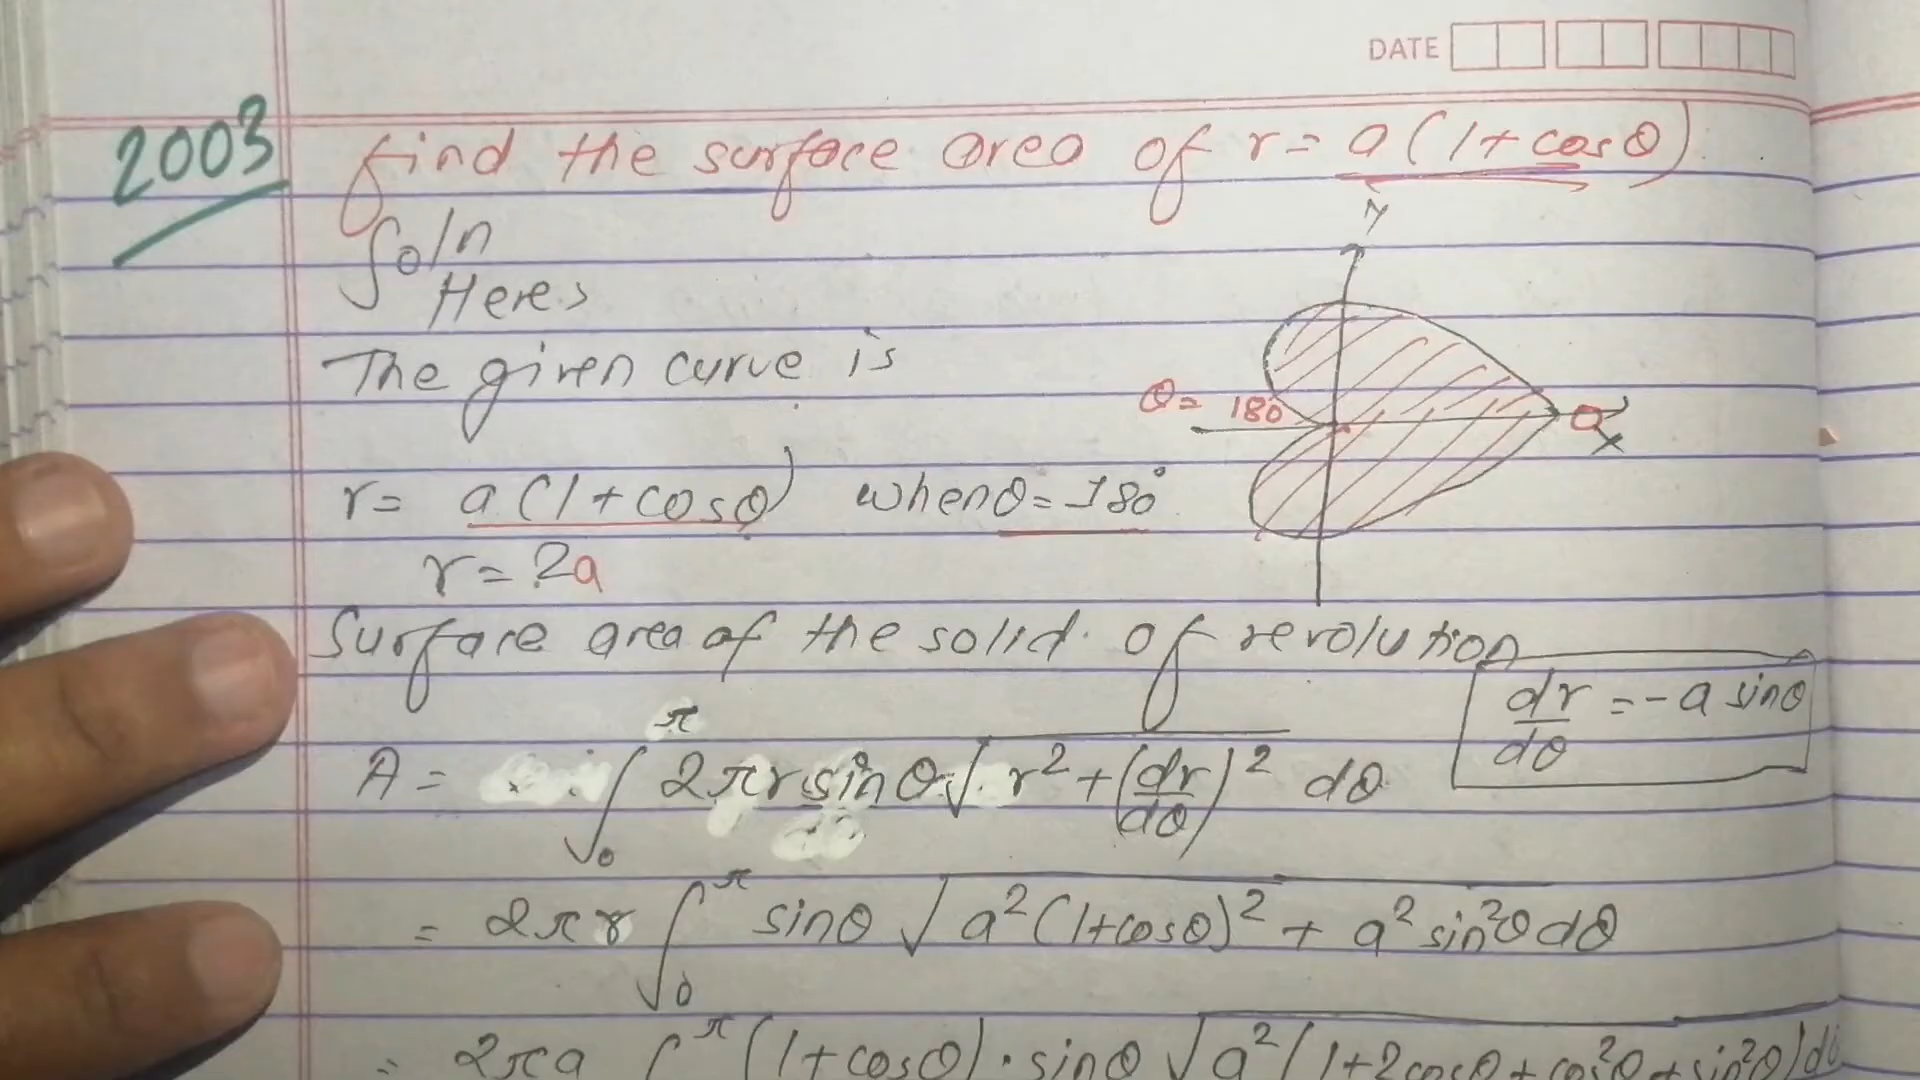 DATE
2003
find the surface area of r = a(1+cosθ)
Soln
Here,
The given curve is
y
θ= 180
0
x
r = a(1+cosθ) when θ = 180°
r = 2a
Surface area of the solid of revolution
dr/dθ = -a sinθ
A = ∫₀^π 2πr sinθ √(r² + (dr/dθ)²) dθ
= 2πr ∫₀^π sinθ √(a²(1+cosθ)² + a² sin²θ dθ
= 2πa ∫^π (1+cosθ) · sinθ √(a²(1+2cosθ + cos²θ + sin²θ) dθ